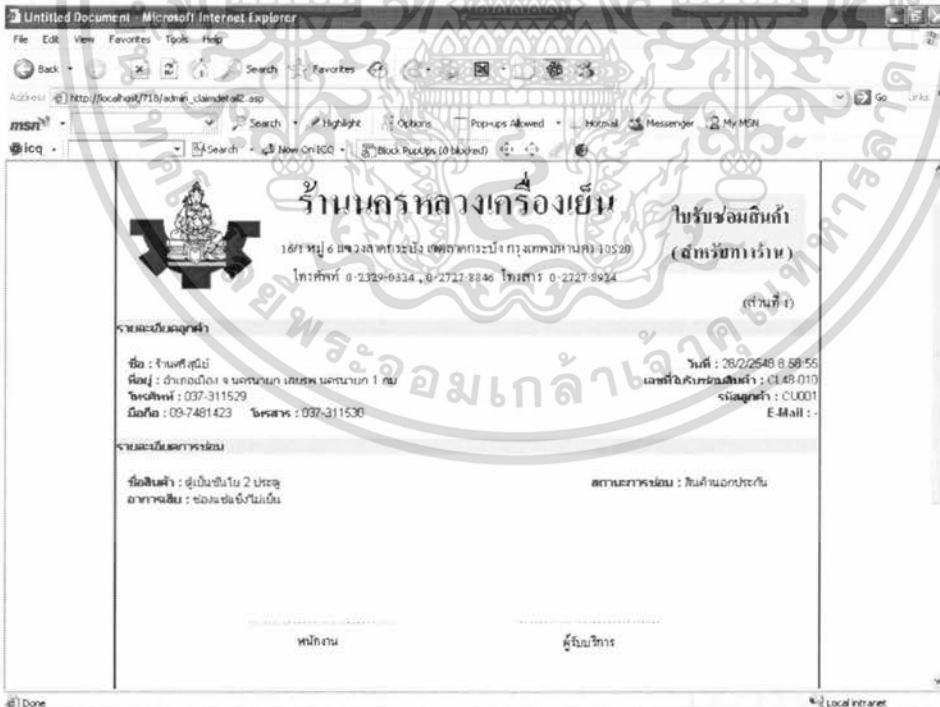 Untitled Document - Microsoft Internet Explorer
File Edit View Favorites Tools Help
Back Search Favorites
Address http://localhost/718/admin_claimdetail2.asp Go Links
msn Search Highlight Options Pop-ups Allowed Hotmail Messenger My MSN
icq Search Now On ICQ Block PopUps (0 blocked)
ร้านนครหลวงเครื่องเย็น
ใบรับซ่อมสินค้า
16/1 หมู่ 6 แขวงลาดกระบัง เขตลาดกระบัง กรุงเทพมหานคร 10520
(สำหรับทางร้าน)
โทรศัพท์ 0-2329-0334 , 0-2727-8846 โทรสาร 0-2727-8934
(ส่วนที่ 1)
รายละเอียดลูกค้า
ชื่อ : ร้านศรีสุนีย์ วันที่ : 28/2/2548 8:58:55
ที่อยู่ : อำเภอเมือง จ.นครนายก นครนายก 1 กม เลขที่ใบรับซ่อมสินค้า : CL48-010
โทรศัพท์ : 037-311529 รหัสลูกค้า : CU001
มือถือ : 09-7481423 โทรสาร : 037-311530 E-Mail : -
รายละเอียดการซ่อม
ชื่อสินค้า : ตู้เย็นซันโย 2 ประตู สถานะการซ่อม : สินค้านอกประกัน
อาการเสีย : ช่องแช่แข็งไม่เย็น
พนักงาน ผู้รับบริการ
Done Local intranet